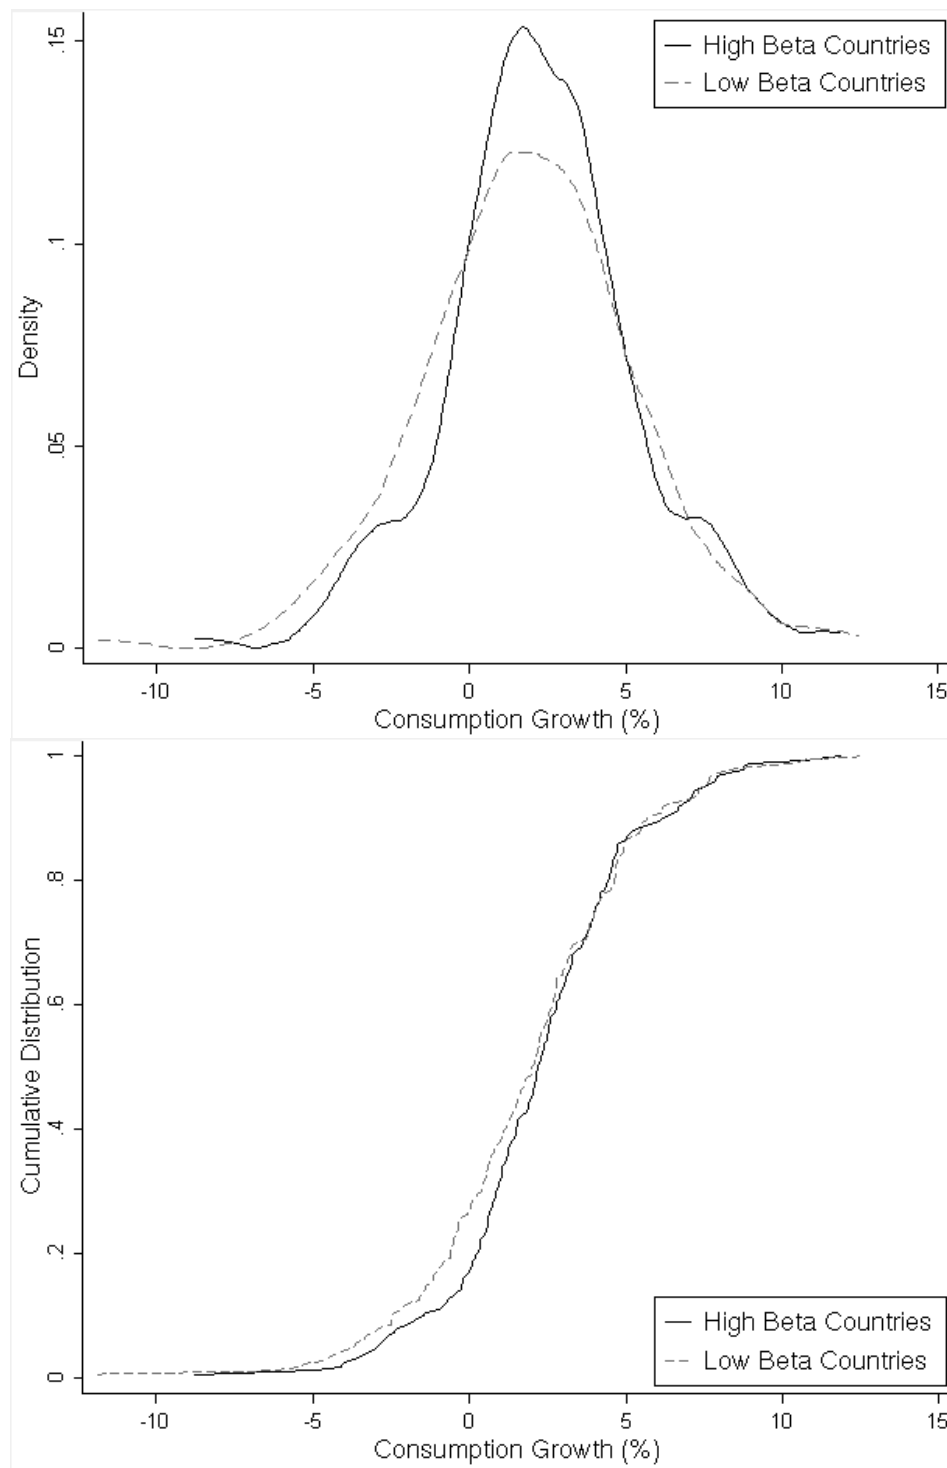 High Beta Countries
Low Beta Countries
.15
.1
.05
0
Density
-10 -5 0 5 10 15
Consumption Growth (%)
1
.8
.6
.4
.2
0
Cumulative Distribution
High Beta Countries
Low Beta Countries
-10 -5 0 5 10 15
Consumption Growth (%)